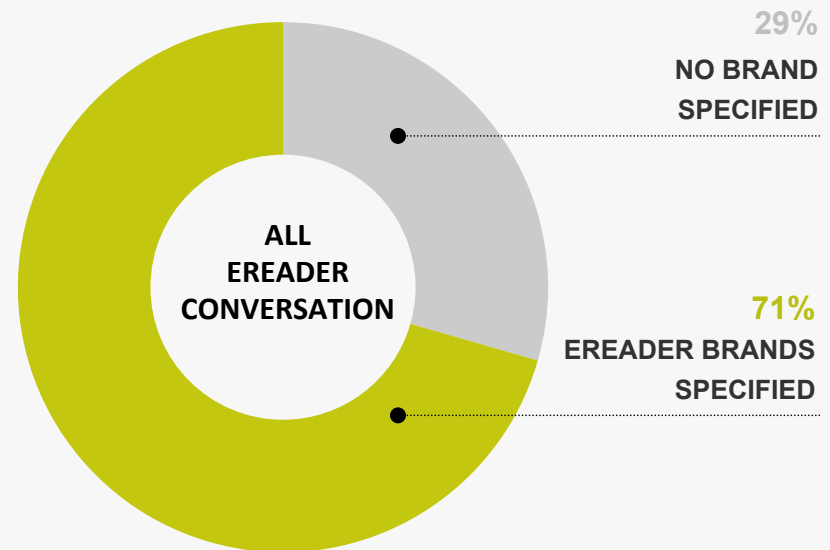 29%
NO BRAND
SPECIFIED
ALL
EREADER
CONVERSATION
71%
EREADER BRANDS
SPECIFIED